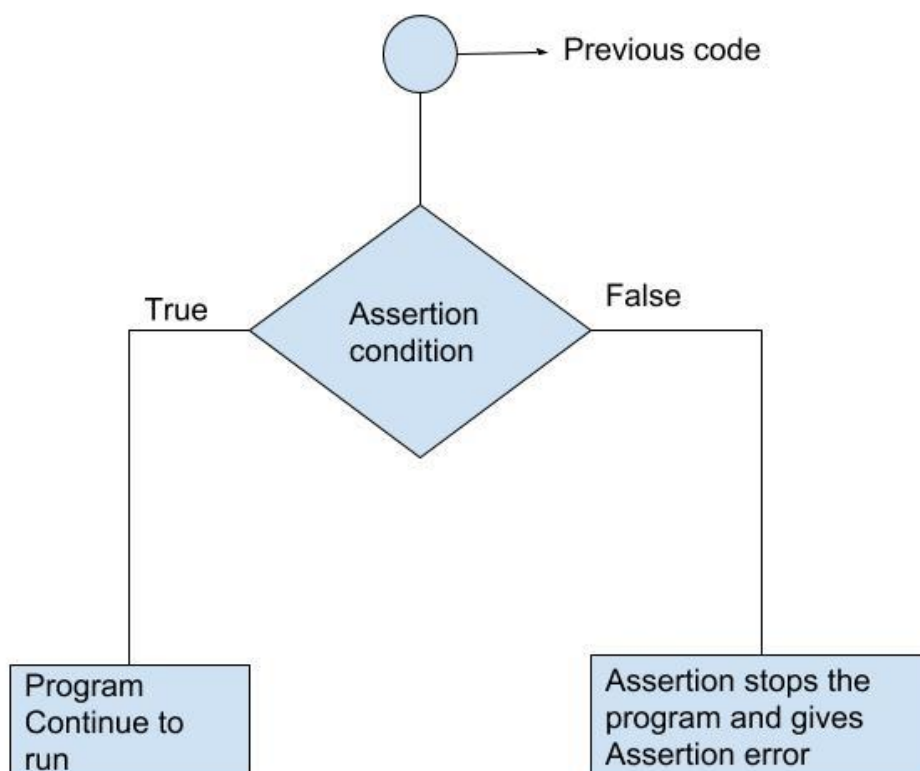 Previous code
True
False
Assertion
condition
Program
Continue to
run
Assertion stops the
program and gives
Assertion error